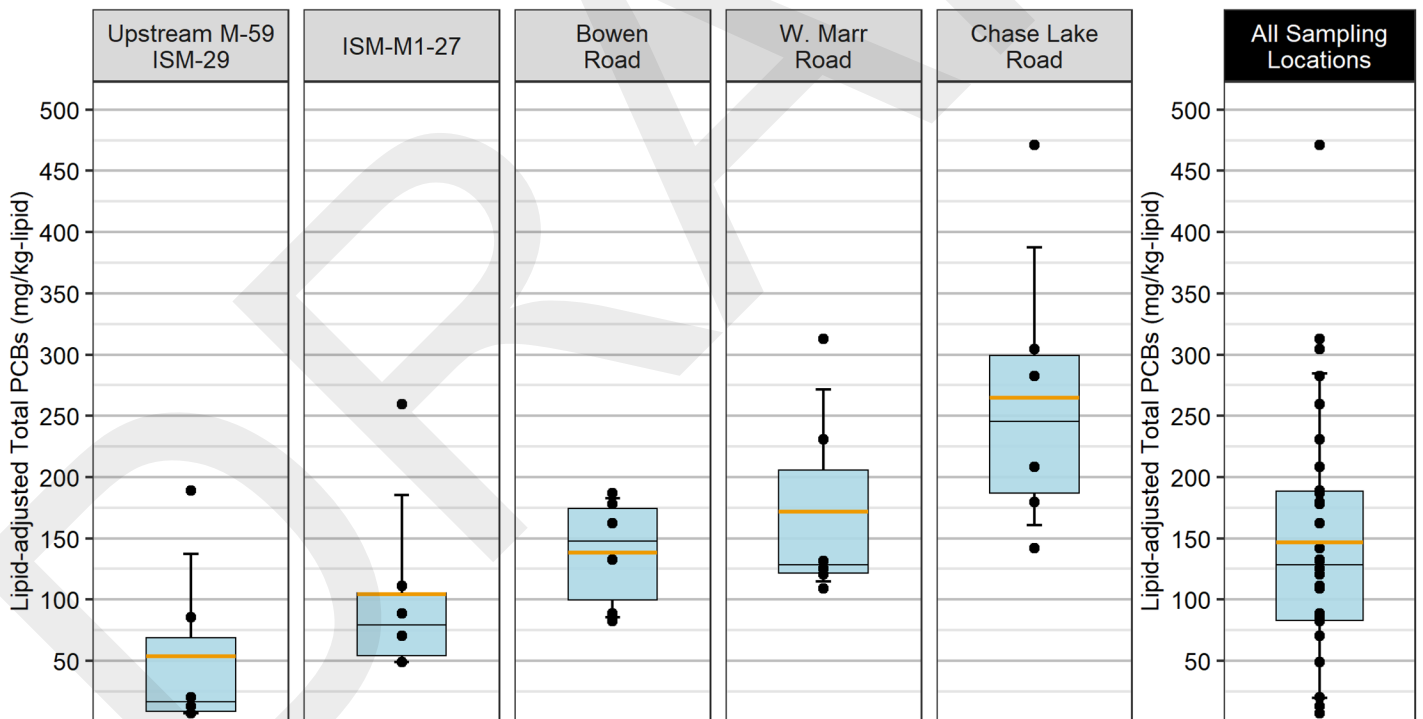 Upstream M-59
ISM-29
ISM-M1-27
Bowen
Road
W. Marr
Road
Chase Lake
Road
All Sampling
Locations
Lipid-adjusted Total PCBs (mg/kg-lipid)
500
450
400
350
300
250
200
150
100
50
Lipid-adjusted Total PCBs (mg/kg-lipid)
500
450
400
350
300
250
200
150
100
50
DRA